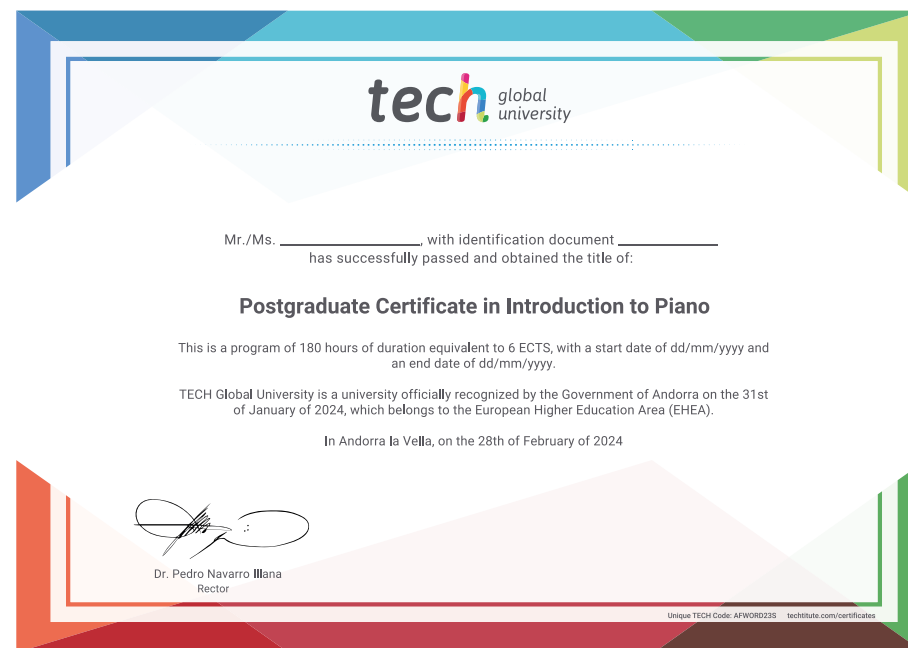 tech global university
Mr./Ms. ____________________, with identification document ______________
has successfully passed and obtained the title of:
Postgraduate Certificate in Introduction to Piano
This is a program of 180 hours of duration equivalent to 6 ECTS, with a start date of dd/mm/yyyy and
an end date of dd/mm/yyyy.
TECH Global University is a university officially recognized by the Government of Andorra on the 31st
of January of 2024, which belongs to the European Higher Education Area (EHEA).
In Andorra la Vella, on the 28th of February of 2024
Dr. Pedro Navarro Illana
Rector
Unique TECH Code: AFWORD23S techtitute.com/certificates